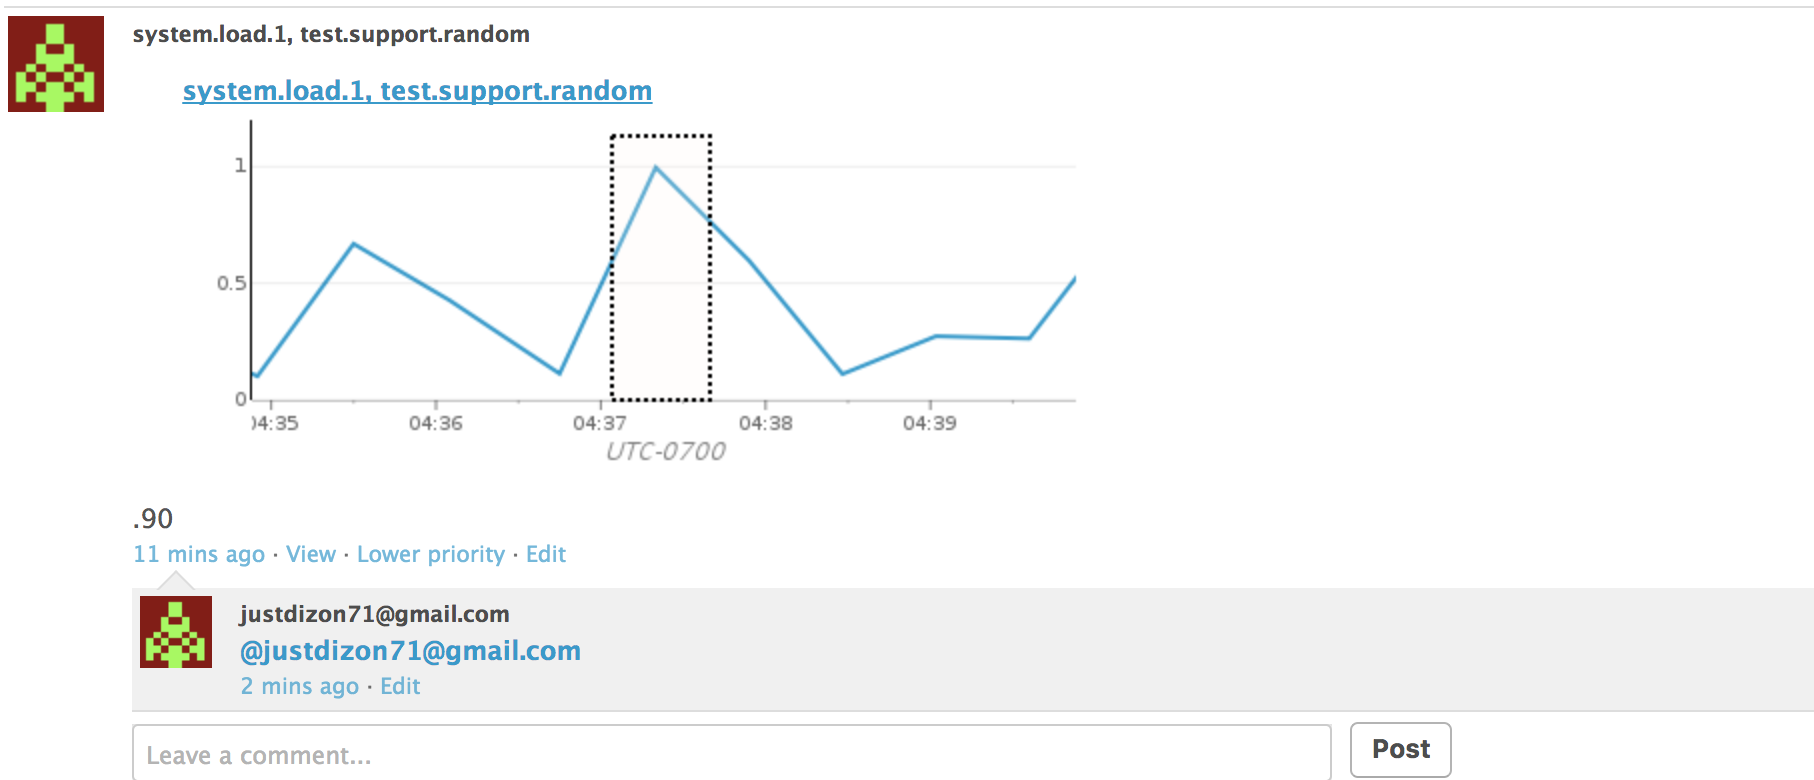 system.load.1, test.support.random
system.load.1, test.support.random
1
0.5
0
04:35 04:36 04:37 04:38 04:39
UTC-0700
.90
11 mins ago · View · Lower priority · Edit
justdizon71@gmail.com
@justdizon71@gmail.com
2 mins ago · Edit
Leave a comment...
Post